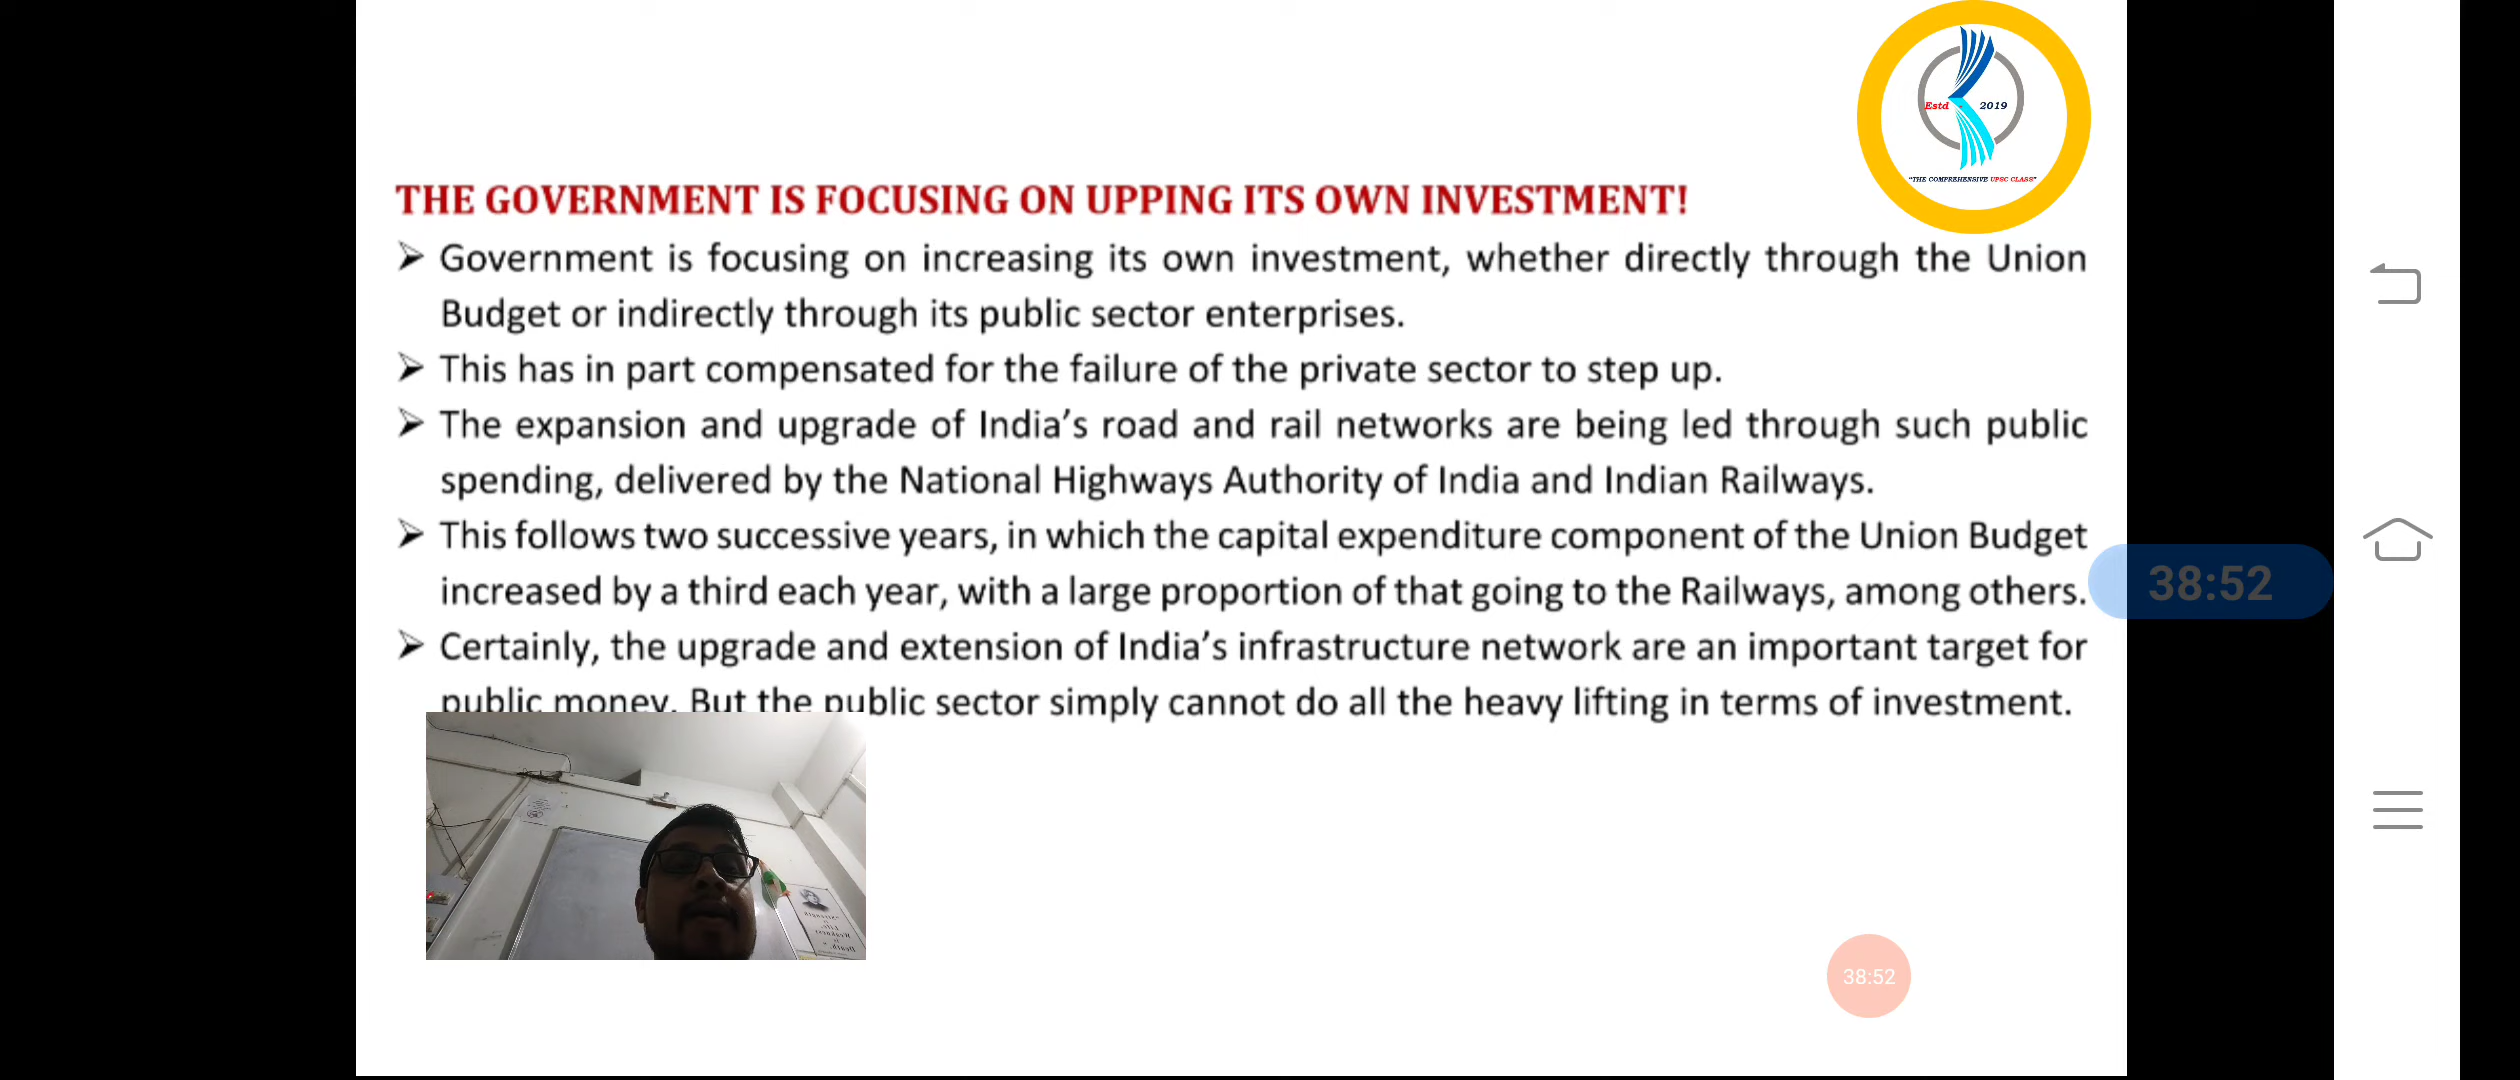 Estd - 2019
"THE COMPREHENSIVE UPSC CLASS"
THE GOVERNMENT IS FOCUSING ON UPPING ITS OWN INVESTMENT!
➢ Government is focusing on increasing its own investment, whether directly through the Union
Budget or indirectly through its public sector enterprises.
➢ This has in part compensated for the failure of the private sector to step up.
➢ The expansion and upgrade of India's road and rail networks are being led through such public
spending, delivered by the National Highways Authority of India and Indian Railways.
➢ This follows two successive years, in which the capital expenditure component of the Union Budget
increased by a third each year, with a large proportion of that going to the Railways, among others.
➢ Certainly, the upgrade and extension of India's infrastructure network are an important target for
public money. But the public sector simply cannot do all the heavy lifting in terms of investment.
38:52
38:52